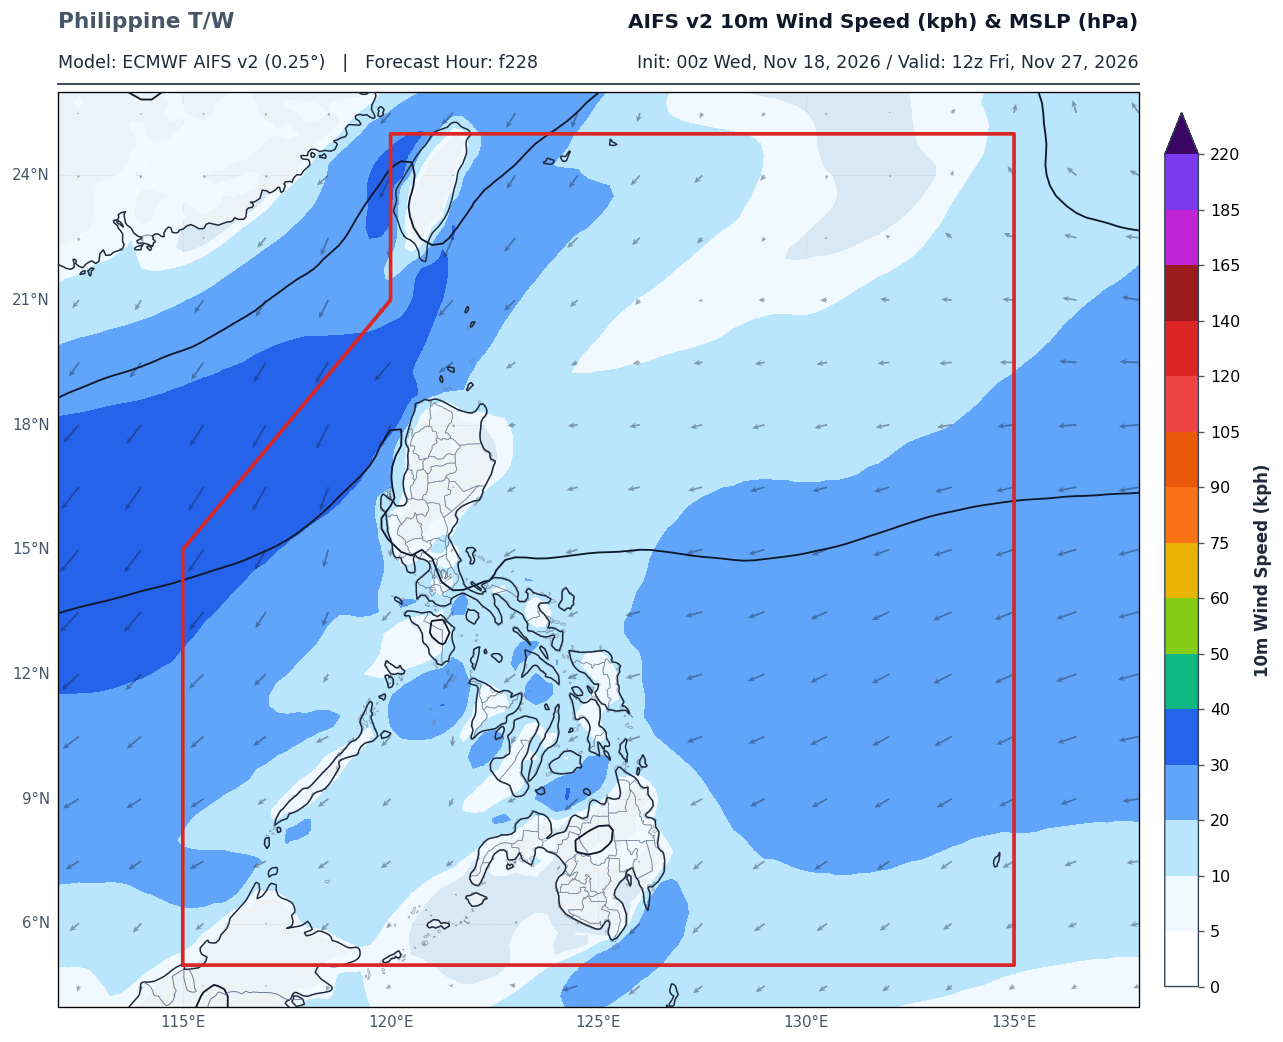 Philippine T/W
AIFS v2 10m Wind Speed (kph) & MSLP (hPa)
Model: ECMWF AIFS v2 (0.25°) | Forecast Hour: f228
Init: 00z Wed, Nov 18, 2026 / Valid: 12z Fri, Nov 27, 2026
24°N
21°N
18°N
15°N
12°N
9°N
6°N
115°E
120°E
125°E
130°E
135°E
220
185
165
140
120
105
90
75
60
50
40
30
20
10
5
0
10m Wind Speed (kph)